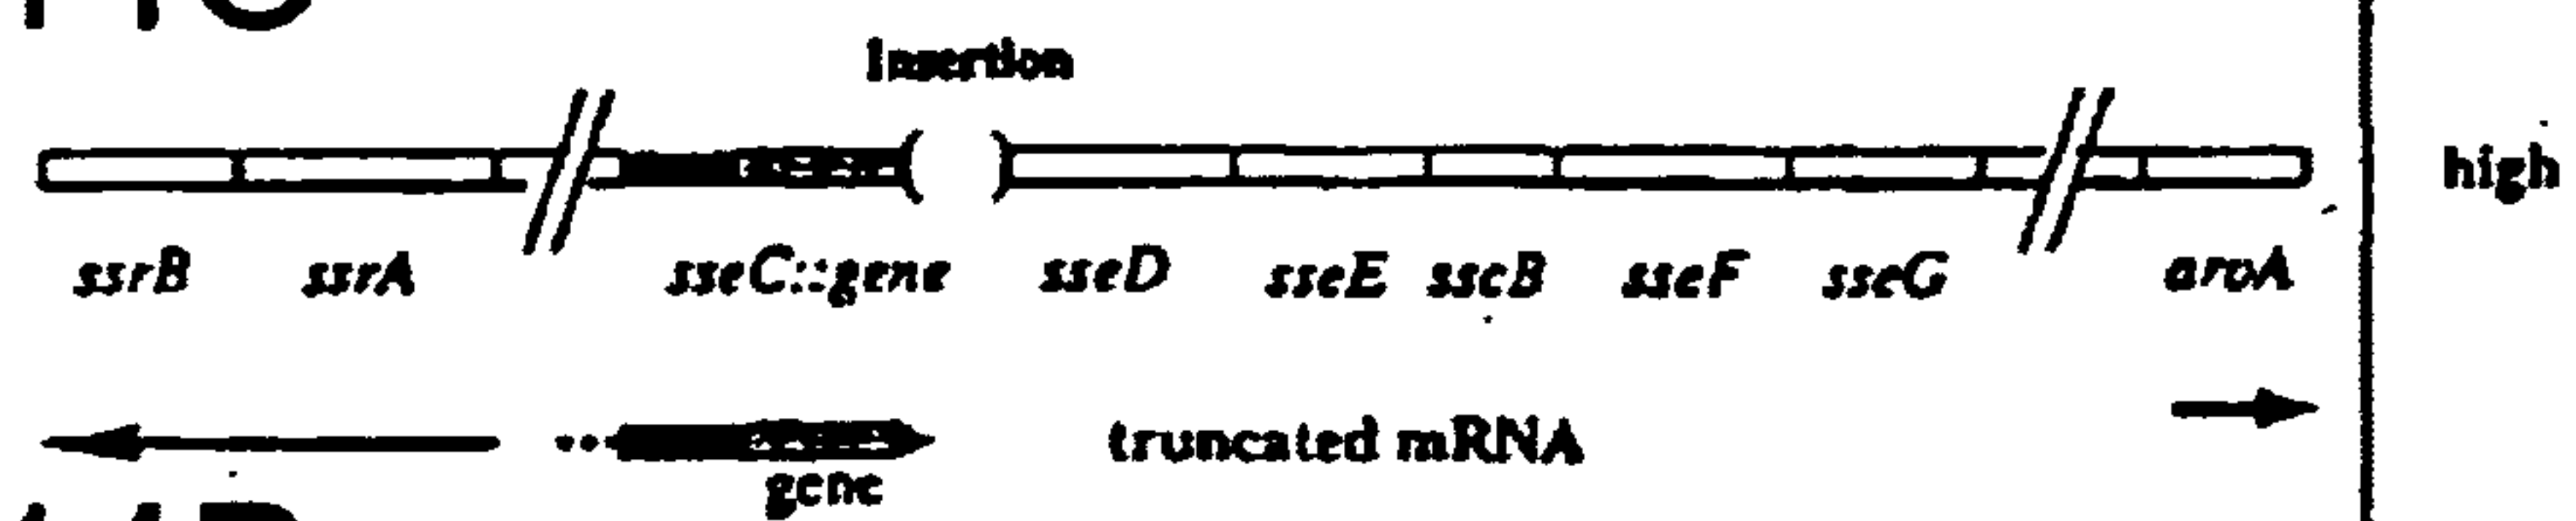 Insertion
high
ssrB ssrA sseC::gene sseD sseE sscB sseF sseG aroA
truncated mRNA
gene